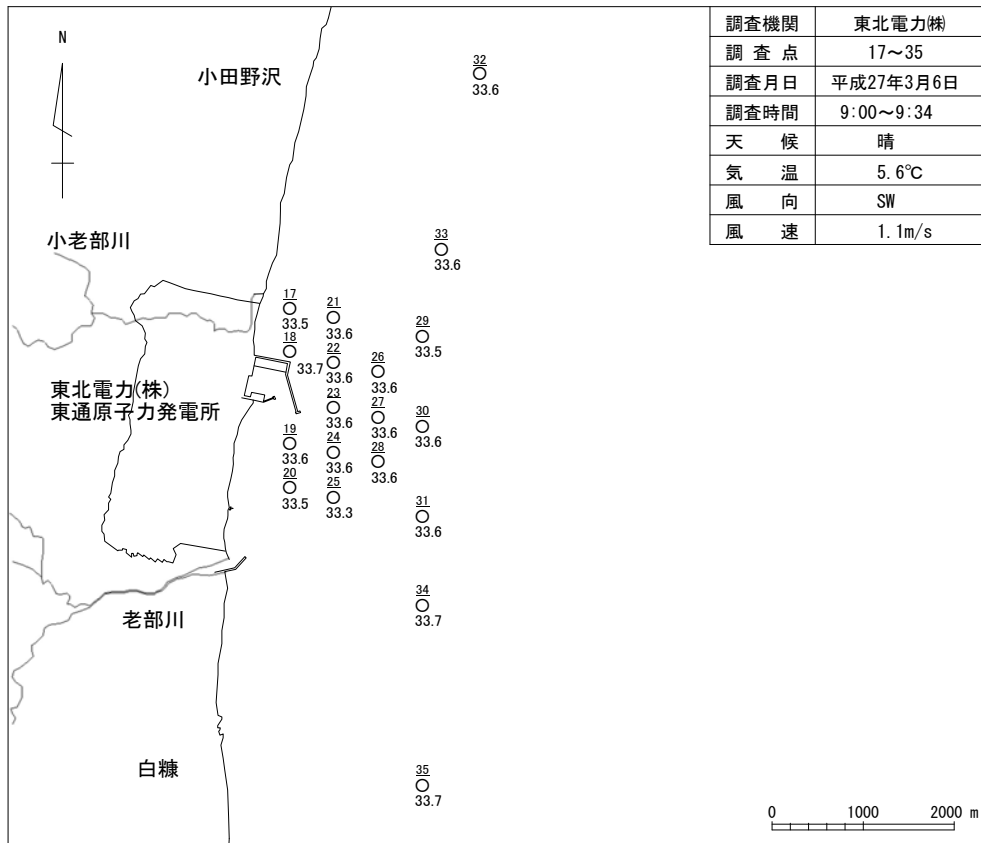 調査機関 東北電力㈱
調査点 17～35
調査月日 平成27年3月6日
調査時間 9:00～9:34
天候 晴
気温 5.6℃
風向 SW
風速 1.1m/s
N
小田野沢
32
33.6
小老部川
33
33.6
17
33.5
21
33.6
29
33.5
18
33.7
22
33.6
26
33.6
東北電力(株)
東通原子力発電所
23
33.6
27
33.6
30
33.6
19
33.6
24
33.6
28
33.6
20
33.5
25
33.3
31
33.6
34
33.7
老部川
白糠
35
33.7
0 1000 2000 m